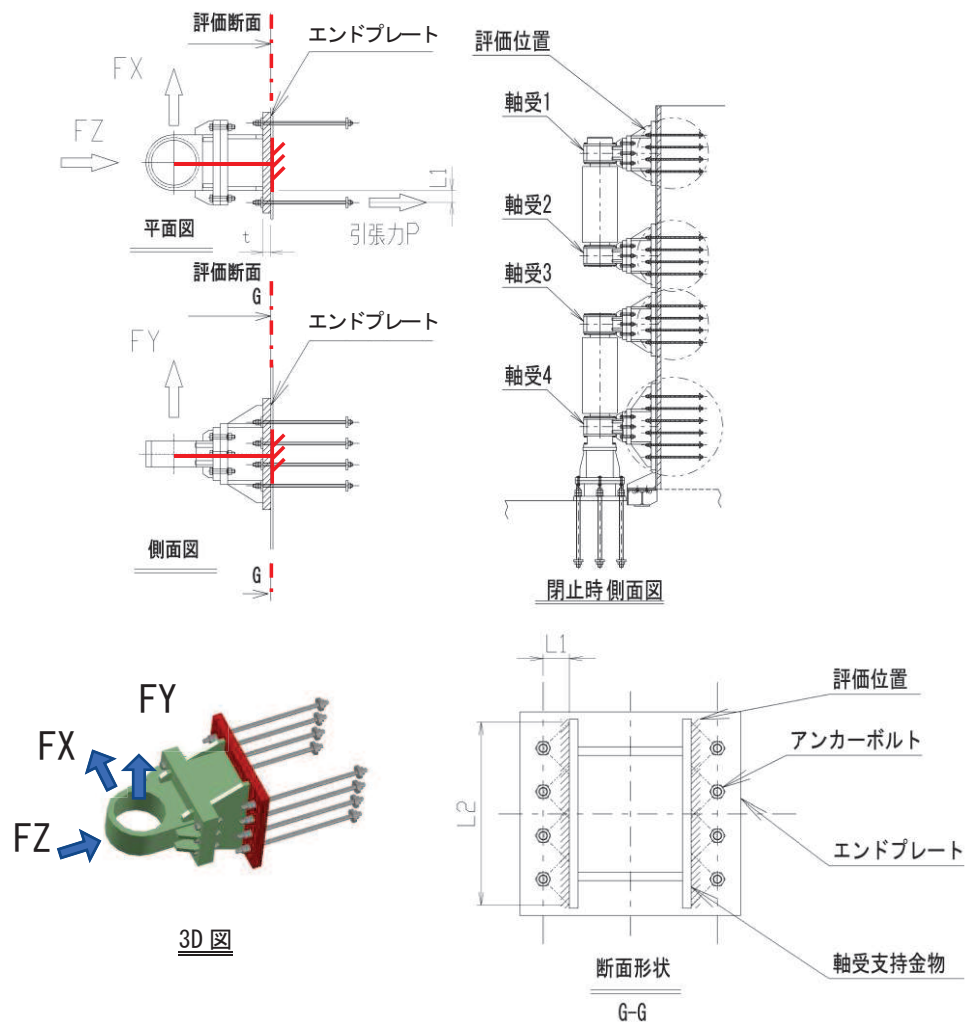 評価断面
エンドプレート
FX
FZ
L1
平面図
t
引張力P
評価断面
G
エンドプレート
FY
側面図
G
評価位置
軸受1
軸受2
軸受3
軸受4
閉止時側面図
FY
FX
FZ
3D 図
L1
評価位置
アンカーボルト
L2
エンドプレート
軸受支持金物
断面形状
G-G